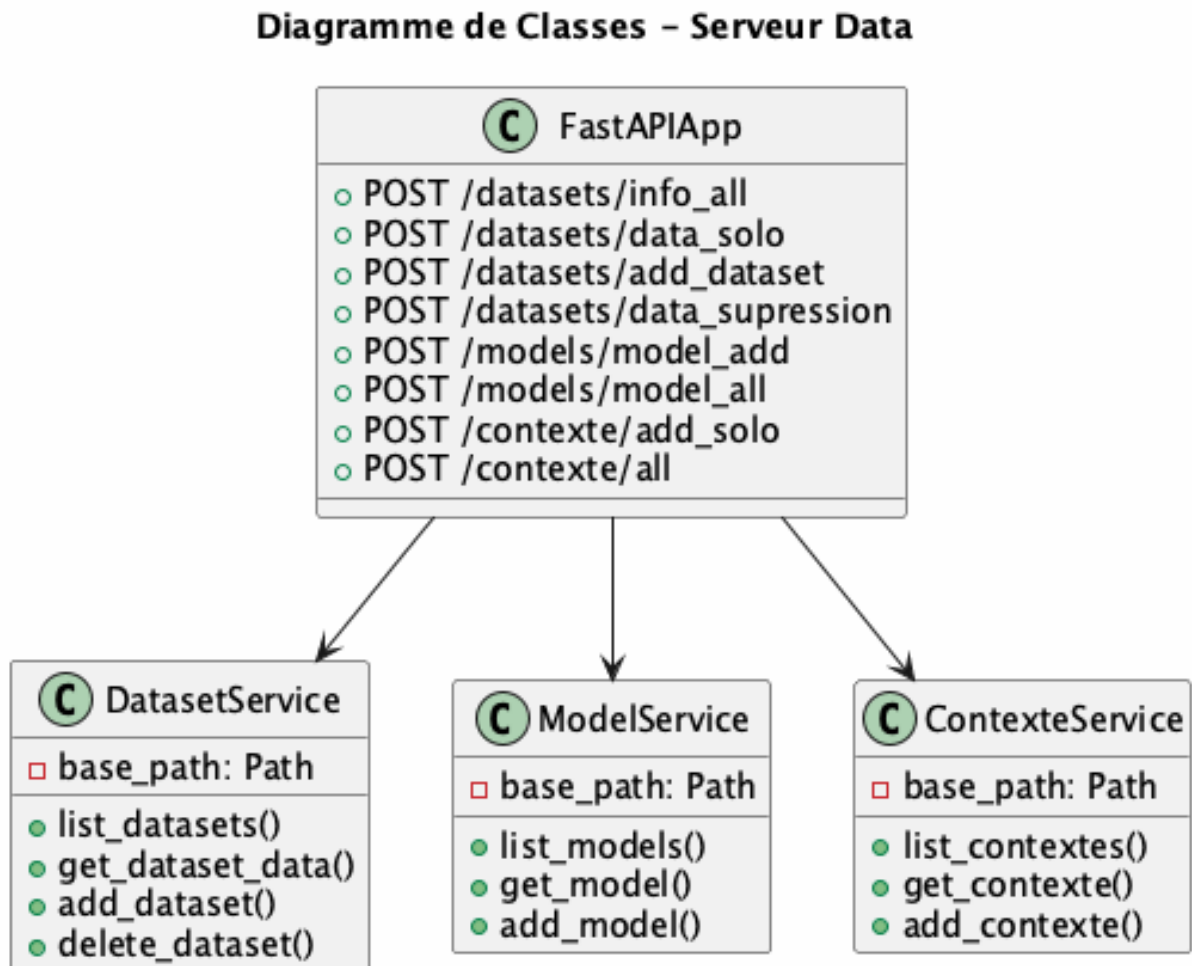 Diagramme de Classes – Serveur Data
C FastAPIApp
POST /datasets/info_all
POST /datasets/data_solo
POST /datasets/add_dataset
POST /datasets/data_supression
POST /models/model_add
POST /models/model_all
POST /contexte/add_solo
POST /contexte/all
C DatasetService
base_path: Path
list_datasets()
get_dataset_data()
add_dataset()
delete_dataset()
C ModelService
base_path: Path
list_models()
get_model()
add_model()
C ContexteService
base_path: Path
list_contextes()
get_contexte()
add_contexte()